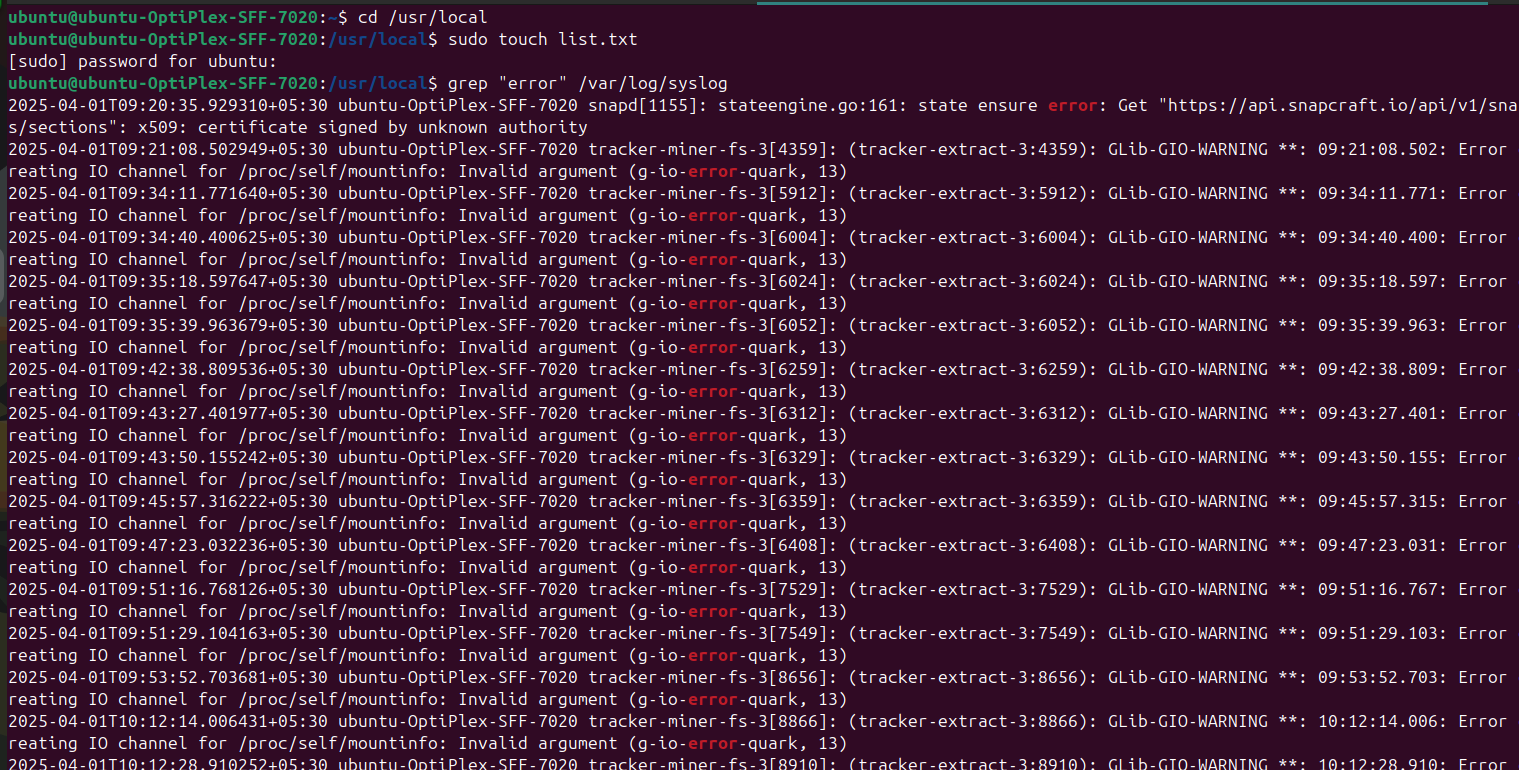 ubuntu@ubuntu-OptiPlex-SFF-7020:~$ cd /usr/local
ubuntu@ubuntu-OptiPlex-SFF-7020:/usr/local$ sudo touch list.txt
[sudo] password for ubuntu:
ubuntu@ubuntu-OptiPlex-SFF-7020:/usr/local$ grep "error" /var/log/syslog
2025-04-01T09:20:35.929310+05:30 ubuntu-OptiPlex-SFF-7020 snapd[1155]: stateengine.go:161: state ensure error: Get "https://api.snapcraft.io/api/v1/sna
s/sections": x509: certificate signed by unknown authority
2025-04-01T09:21:08.502949+05:30 ubuntu-OptiPlex-SFF-7020 tracker-miner-fs-3[4359]: (tracker-extract-3:4359): GLib-GIO-WARNING **: 09:21:08.502: Error
reating IO channel for /proc/self/mountinfo: Invalid argument (g-io-error-quark, 13)
2025-04-01T09:34:11.771640+05:30 ubuntu-OptiPlex-SFF-7020 tracker-miner-fs-3[5912]: (tracker-extract-3:5912): GLib-GIO-WARNING **: 09:34:11.771: Error
reating IO channel for /proc/self/mountinfo: Invalid argument (g-io-error-quark, 13)
2025-04-01T09:34:40.400625+05:30 ubuntu-OptiPlex-SFF-7020 tracker-miner-fs-3[6004]: (tracker-extract-3:6004): GLib-GIO-WARNING **: 09:34:40.400: Error
reating IO channel for /proc/self/mountinfo: Invalid argument (g-io-error-quark, 13)
2025-04-01T09:35:18.597647+05:30 ubuntu-OptiPlex-SFF-7020 tracker-miner-fs-3[6024]: (tracker-extract-3:6024): GLib-GIO-WARNING **: 09:35:18.597: Error
reating IO channel for /proc/self/mountinfo: Invalid argument (g-io-error-quark, 13)
2025-04-01T09:35:39.963679+05:30 ubuntu-OptiPlex-SFF-7020 tracker-miner-fs-3[6052]: (tracker-extract-3:6052): GLib-GIO-WARNING **: 09:35:39.963: Error
reating IO channel for /proc/self/mountinfo: Invalid argument (g-io-error-quark, 13)
2025-04-01T09:42:38.809536+05:30 ubuntu-OptiPlex-SFF-7020 tracker-miner-fs-3[6259]: (tracker-extract-3:6259): GLib-GIO-WARNING **: 09:42:38.809: Error
reating IO channel for /proc/self/mountinfo: Invalid argument (g-io-error-quark, 13)
2025-04-01T09:43:27.401977+05:30 ubuntu-OptiPlex-SFF-7020 tracker-miner-fs-3[6312]: (tracker-extract-3:6312): GLib-GIO-WARNING **: 09:43:27.401: Error
reating IO channel for /proc/self/mountinfo: Invalid argument (g-io-error-quark, 13)
2025-04-01T09:43:50.155242+05:30 ubuntu-OptiPlex-SFF-7020 tracker-miner-fs-3[6329]: (tracker-extract-3:6329): GLib-GIO-WARNING **: 09:43:50.155: Error
reating IO channel for /proc/self/mountinfo: Invalid argument (g-io-error-quark, 13)
2025-04-01T09:45:57.316222+05:30 ubuntu-OptiPlex-SFF-7020 tracker-miner-fs-3[6359]: (tracker-extract-3:6359): GLib-GIO-WARNING **: 09:45:57.315: Error
reating IO channel for /proc/self/mountinfo: Invalid argument (g-io-error-quark, 13)
2025-04-01T09:47:23.032236+05:30 ubuntu-OptiPlex-SFF-7020 tracker-miner-fs-3[6408]: (tracker-extract-3:6408): GLib-GIO-WARNING **: 09:47:23.031: Error
reating IO channel for /proc/self/mountinfo: Invalid argument (g-io-error-quark, 13)
2025-04-01T09:51:16.768126+05:30 ubuntu-OptiPlex-SFF-7020 tracker-miner-fs-3[7529]: (tracker-extract-3:7529): GLib-GIO-WARNING **: 09:51:16.767: Error
reating IO channel for /proc/self/mountinfo: Invalid argument (g-io-error-quark, 13)
2025-04-01T09:51:29.104163+05:30 ubuntu-OptiPlex-SFF-7020 tracker-miner-fs-3[7549]: (tracker-extract-3:7549): GLib-GIO-WARNING **: 09:51:29.103: Error
reating IO channel for /proc/self/mountinfo: Invalid argument (g-io-error-quark, 13)
2025-04-01T09:53:52.703681+05:30 ubuntu-OptiPlex-SFF-7020 tracker-miner-fs-3[8656]: (tracker-extract-3:8656): GLib-GIO-WARNING **: 09:53:52.703: Error
reating IO channel for /proc/self/mountinfo: Invalid argument (g-io-error-quark, 13)
2025-04-01T10:12:14.006431+05:30 ubuntu-OptiPlex-SFF-7020 tracker-miner-fs-3[8866]: (tracker-extract-3:8866): GLib-GIO-WARNING **: 10:12:14.006: Error
reating IO channel for /proc/self/mountinfo: Invalid argument (g-io-error-quark, 13)
2025-04-01T10:12:28.910252+05:30 ubuntu-OptiPlex-SFF-7020 tracker-miner-fs-3[8910]: (tracker-extract-3:8910): GLib-GIO-WARNING **: 10:12:28.910: Error